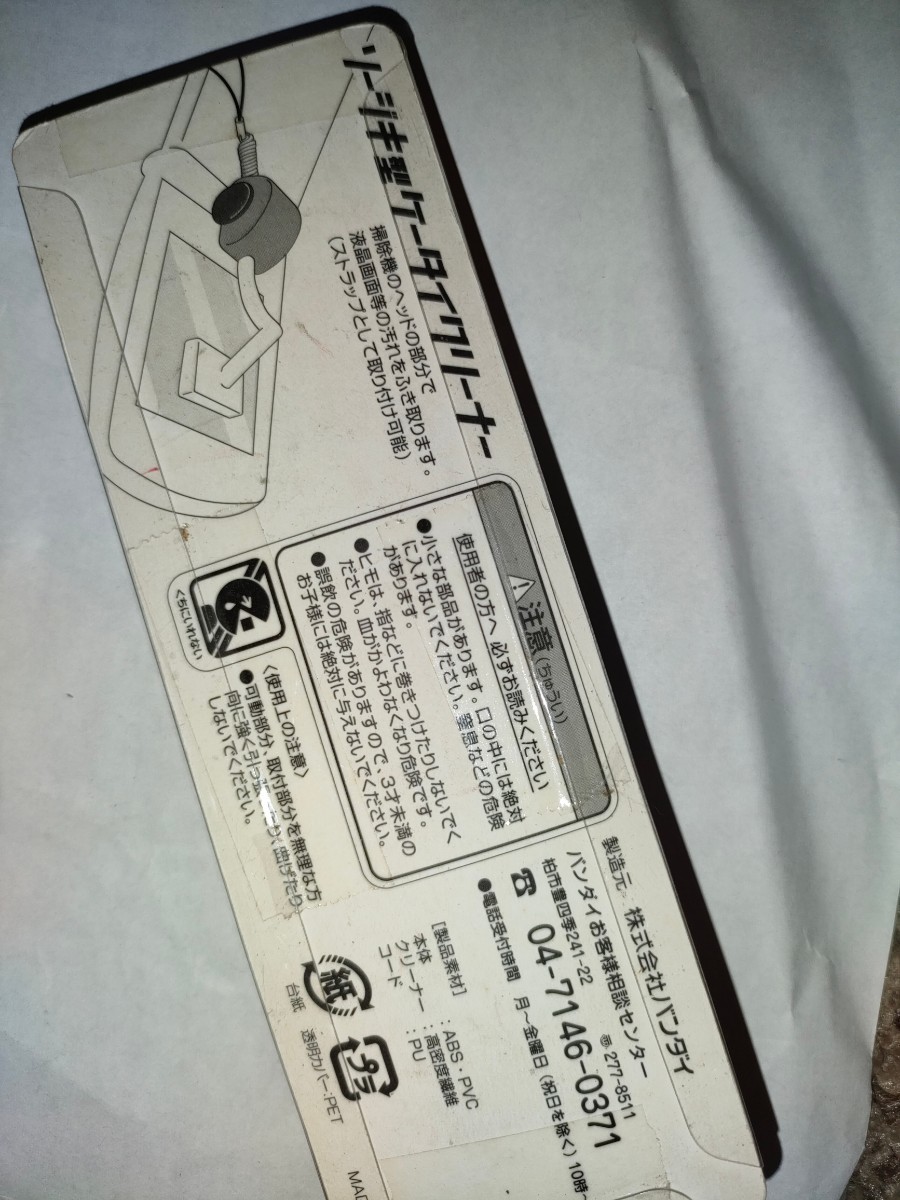 ソージキ型ケータイクリーナー
掃除機のヘッドの部分で
液晶画面等の汚れをふき取ります。
(ストラップとして取り付け可能)
注意(ちゅうい)
使用者の方へ 必ずお読みください
●小さな部品があります。口の中には絶対
に入れないでください。窒息などの危険
があります。
●ヒモは、指などに巻きつけたりしないでく
ださい。血がかよわなくなり危険です。
●誤飲の危険がありますので、3才未満の
お子様には絶対に与えないでください。
くちにいれない
〈使用上の注意〉
●可動部分、取付部分を無理な方
向に強く引っ張ったり曲げたり
しないでください。
製造元 株式会社バンダイ
バンダイお客様相談センター
柏市豊四季241-22 〒277-8511
☎ 04-7146-0371
●電話受付時間 月〜金曜日(祝日を除く)10時〜
[製品素材]
本体 :ABS・PVC
クリーナー :高密度繊維
コード :PU
紙
台紙
プラ
透明カバー:PET